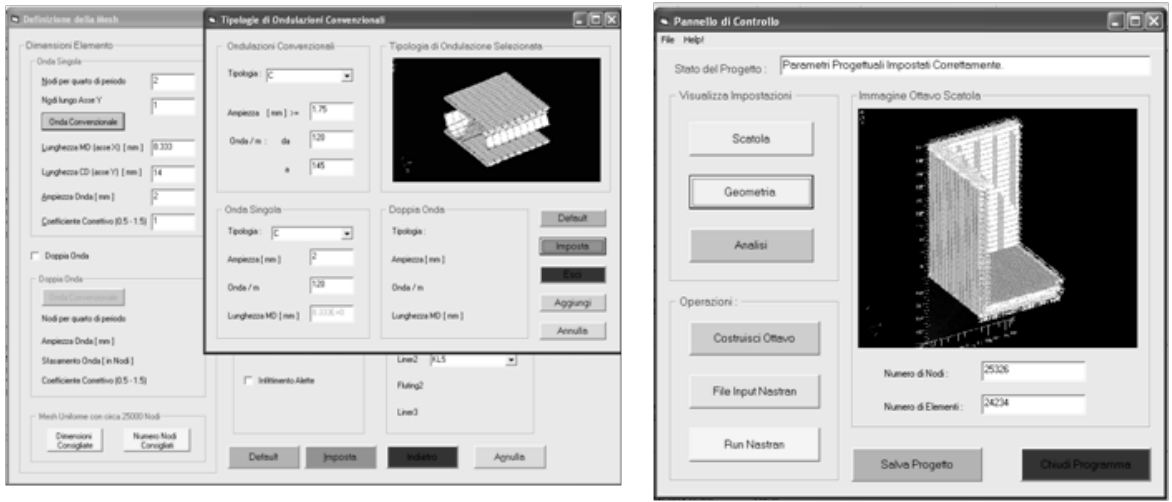 Definizione della Mesh
Dimensioni Elemento
Onda Singola
Nodi per quarto di periodo 2
Nodi lungo Asse Y 1
Onda Convenzionale
Lunghezza MD (asse X) [ mm ] 8.333
Lunghezza CD (asse Y) [ mm ] 14
Ampiezza Onda [ mm ] 2
Coefficiente Correttivo (0.5 - 1.5) 1
Doppia Onda
Doppia Onda
Onda Convenzionale
Nodi per quarto di periodo
Ampiezza Onda [ mm ]
Sfasamento Onda [ in Nodi ]
Coefficiente Correttivo (0.5 - 1.5)
Mesh Uniforme con circa 25000 Nodi
Dimensioni Consigliate
Numero Nodi Consigliati
Infittimento Alette
Liner2 KL5
Fluting2
Liner3
Default
Imposta
Indietro
Annulla
Tipologie di Ondulazioni Convenzionali
Ondulazioni Convenzionali
Tipologia : C
Ampiezza [ mm ] >= 1.75
Onde / m : da 120
a 145
Tipologia di Ondulazione Selezionata
Onda Singola
Tipologia : C
Ampiezza [ mm ] 2
Onde / m 120
Lunghezza MD [ mm ]
Doppia Onda
Tipologia :
Ampiezza [ mm ]
Onde / m
Lunghezza MD [ mm ]
Default
Imposta
Esci
Aggiungi
Annulla
Pannello di Controllo
File Help!
Stato del Progetto : Parametri Progettuali Impostati Correttamente.
Visualizza Impostazioni
Scatola
Geometria
Analisi
Operazioni :
Costruisci Ottavo
File Input Nastran
Run Nastran
Immagine Ottavo Scatola
Numero di Nodi : 25326
Numero di Elementi : 24234
Salva Progetto
Chiudi Programma